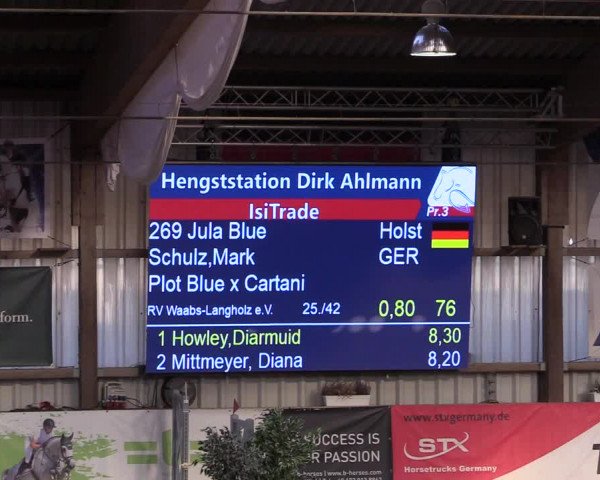 Hengststation Dirk Ahlmann
IsiTrade
Pr.3
269 Jula Blue Holst
Schulz,Mark GER
Plot Blue x Cartani
RV Waabs-Langholz e.V. 25./42 0,80 76
1 Howley,Diarmuid 8,30
2 Mittmeyer, Diana 8,20
form.
SUCCESS IS
R PASSION
www.stxgermany.de
STX
Horsetrucks Germany